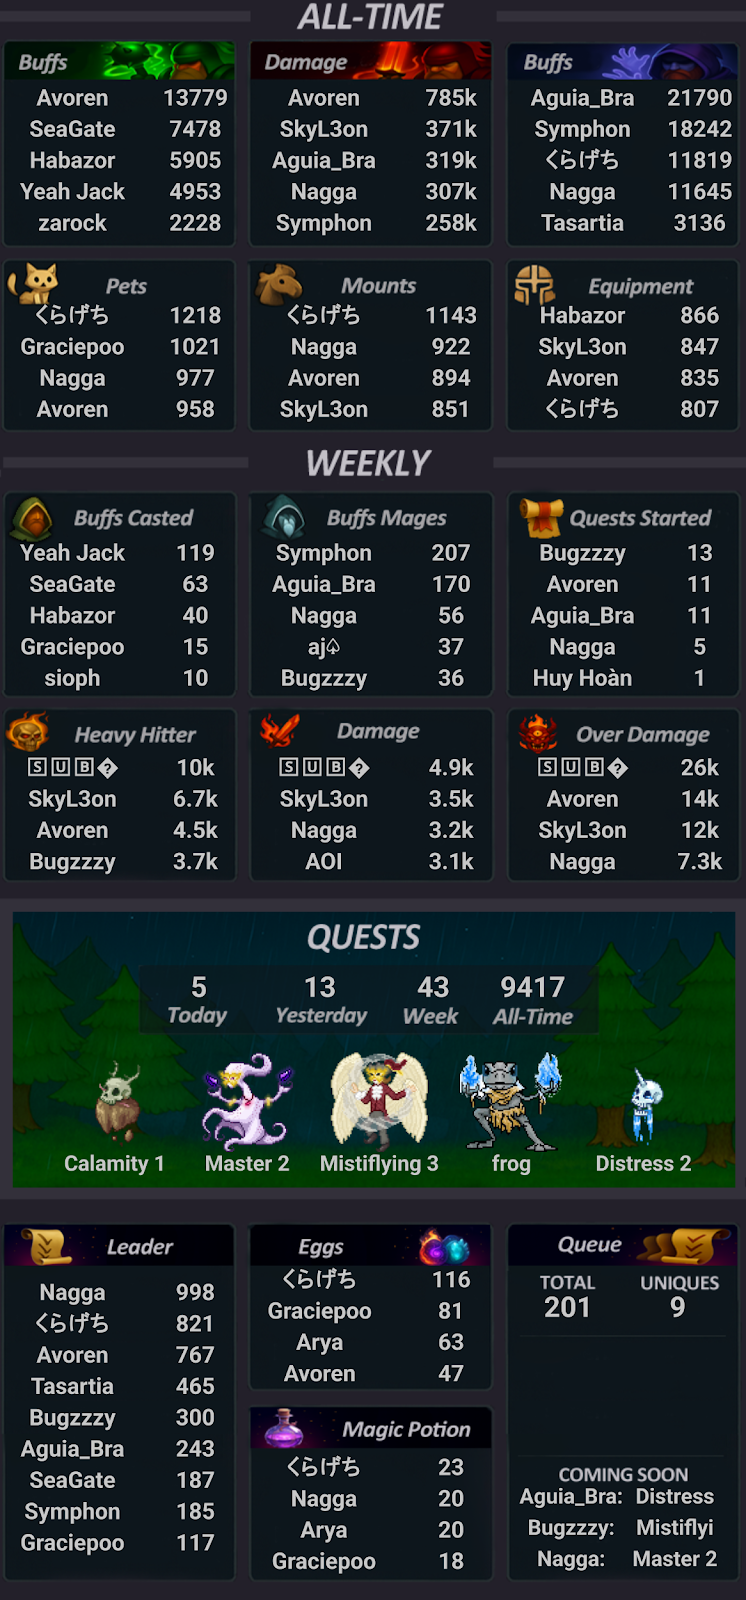 ALL-TIME
Buffs
Avoren 13779
SeaGate 7478
Habazor 5905
Yeah Jack 4953
zarock 2228
Damage
Avoren 785k
SkyL3on 371k
Aguia_Bra 319k
Nagga 307k
Symphon 258k
Buffs
Aguia_Bra 21790
Symphon 18242
くらげち 11819
Nagga 11645
Tasartia 3136
Pets
くらげち 1218
Graciepoo 1021
Nagga 977
Avoren 958
Mounts
くらげち 1143
Nagga 922
Avoren 894
SkyL3on 851
Equipment
Habazor 866
SkyL3on 847
Avoren 835
くらげち 807
WEEKLY
Buffs Casted
Yeah Jack 119
SeaGate 63
Habazor 40
Graciepoo 15
sioph 10
Buffs Mages
Symphon 207
Aguia_Bra 170
Nagga 56
aj♤ 37
Bugzzzy 36
Quests Started
Bugzzzy 13
Avoren 11
Aguia_Bra 11
Nagga 5
Huy Hoàn 1
Heavy Hitter
🅂🅄🄱� 10k
SkyL3on 6.7k
Avoren 4.5k
Bugzzzy 3.7k
Damage
🅂🅄🄱� 4.9k
SkyL3on 3.5k
Nagga 3.2k
AOI 3.1k
Over Damage
🅂🅄🄱� 26k
Avoren 14k
SkyL3on 12k
Nagga 7.3k
QUESTS
5 13 43 9417
Today Yesterday Week All-Time
Calamity 1 Master 2 Mistiflying 3 frog Distress 2
Leader
Nagga 998
くらげち 821
Avoren 767
Tasartia 465
Bugzzzy 300
Aguia_Bra 243
SeaGate 187
Symphon 185
Graciepoo 117
Eggs
くらげち 116
Graciepoo 81
Arya 63
Avoren 47
Magic Potion
くらげち 23
Nagga 20
Arya 20
Graciepoo 18
Queue
TOTAL UNIQUES
201 9
COMING SOON
Aguia_Bra: Distress
Bugzzzy: Mistiflyi
Nagga: Master 2